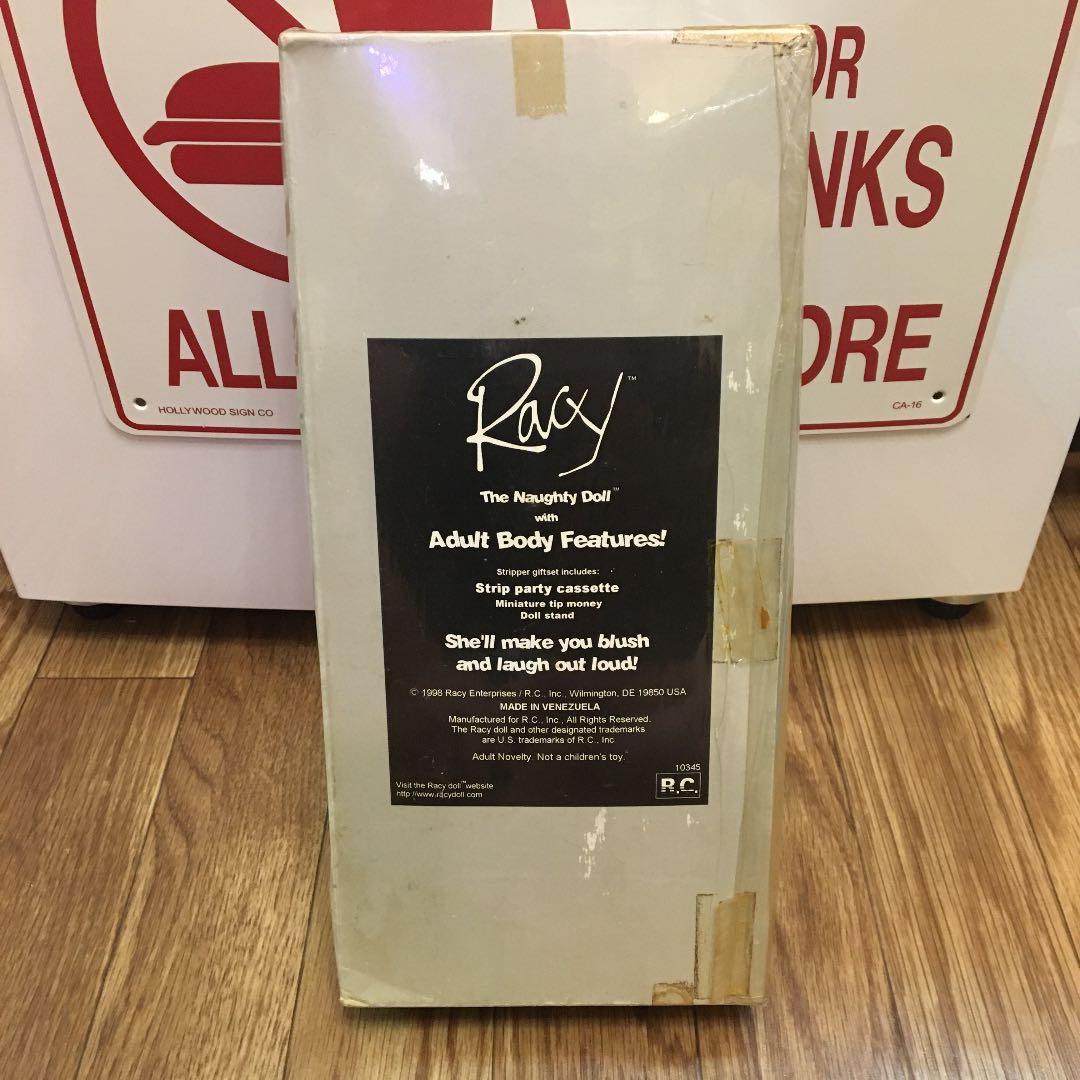 OR
NKS
ALL
ORE
HOLLYWOOD SIGN CO
CA-16
Racy™
The Naughty Doll™
with
Adult Body Features!
Stripper giftset includes:
Strip party cassette
Miniature tip money
Doll stand
She'll make you blush
and laugh out loud!
© 1998 Racy Enterprises / R.C., Inc., Wilmington, DE 19850 USA
MADE IN VENEZUELA
Manufactured for R.C., Inc., All Rights Reserved.
The Racy doll and other designated trademarks
are U.S. trademarks of R.C., Inc
Adult Novelty. Not a children's toy.
10345
R.C.
Visit the Racy doll™ website
http://www.racydoll.com